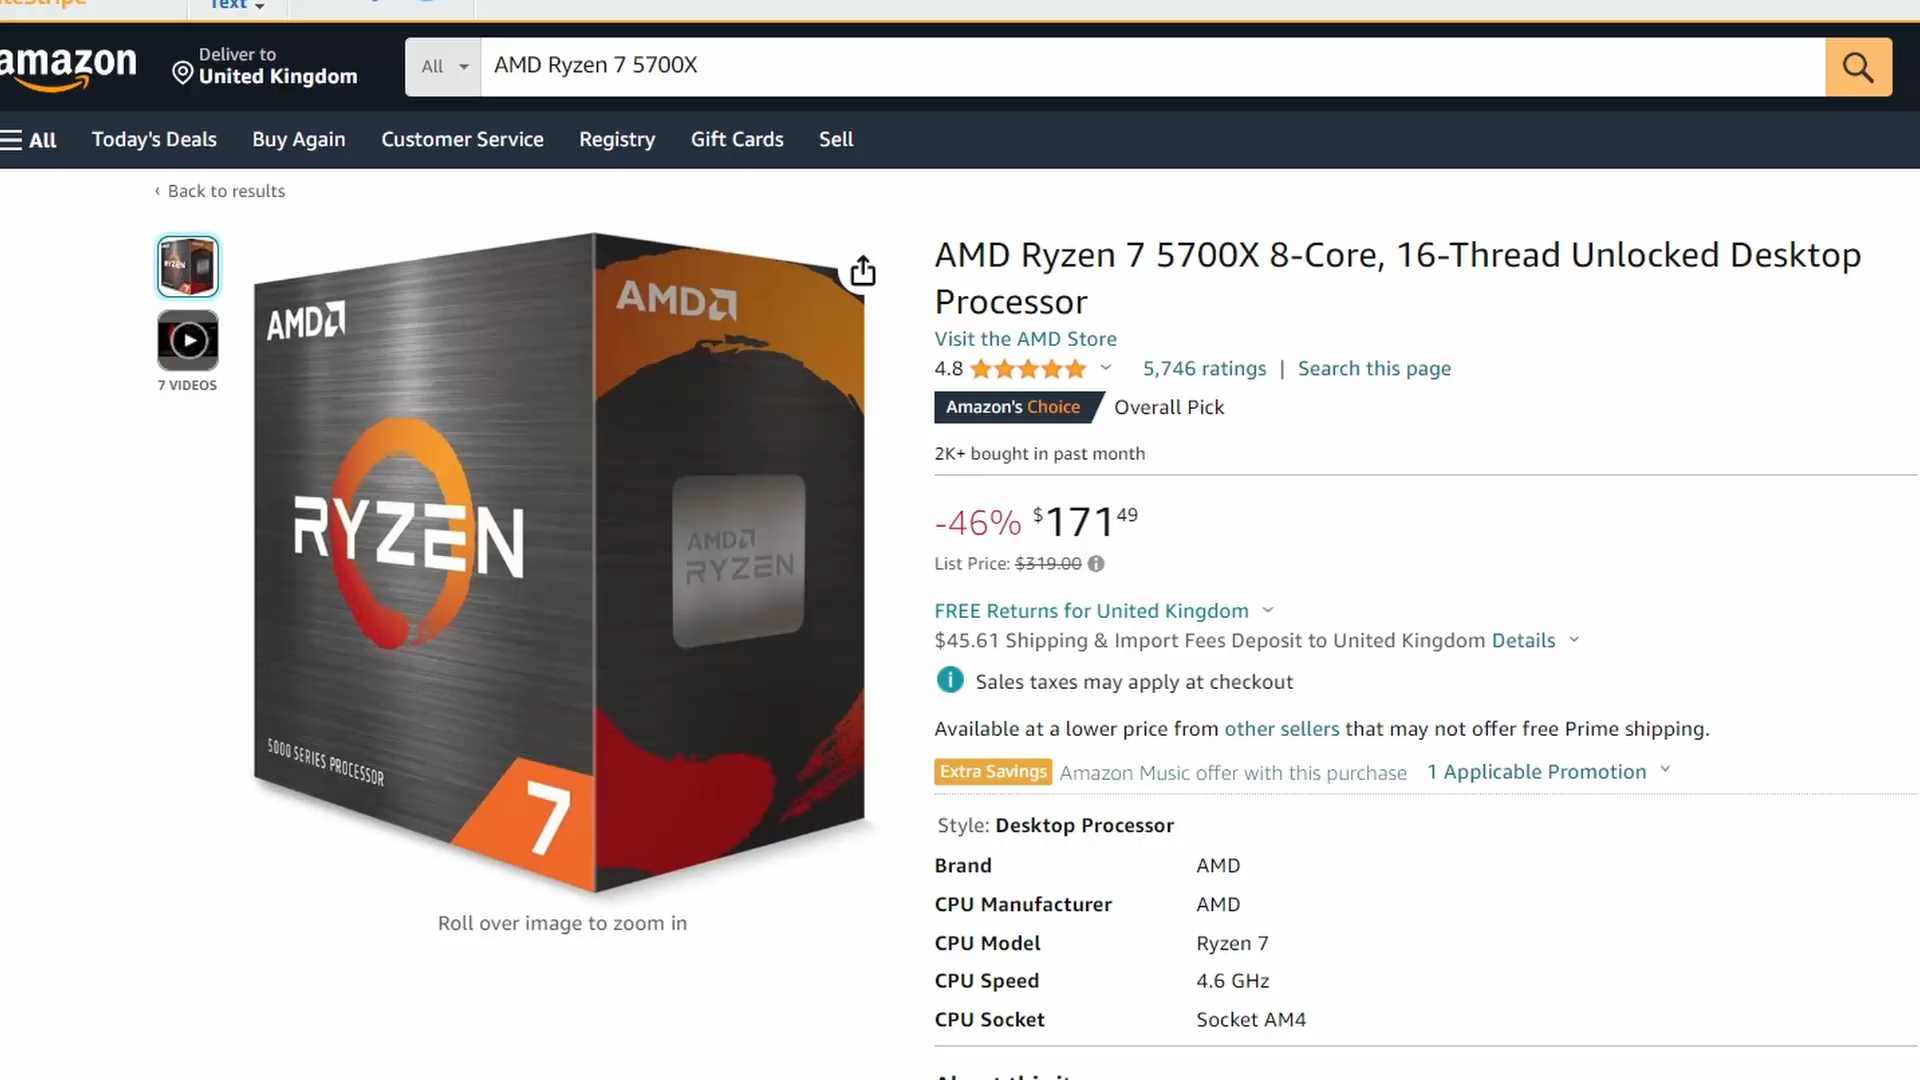 Text
amazon
Deliver to
United Kingdom
All
AMD Ryzen 7 5700X
All
Today's Deals
Buy Again
Customer Service
Registry
Gift Cards
Sell
‹ Back to results
7 VIDEOS
AMD
AMD
RYZEN
AMD
RYZEN
5000 SERIES PROCESSOR
7
Roll over image to zoom in
AMD Ryzen 7 5700X 8-Core, 16-Thread Unlocked Desktop
Processor
Visit the AMD Store
4.8
5,746 ratings | Search this page
Amazon's Choice Overall Pick
2K+ bought in past month
-46% $171 49
List Price: $319.00
FREE Returns for United Kingdom
$45.61 Shipping & Import Fees Deposit to United Kingdom Details
Sales taxes may apply at checkout
Available at a lower price from other sellers that may not offer free Prime shipping.
Extra Savings Amazon Music offer with this purchase 1 Applicable Promotion
Style: Desktop Processor
Brand AMD
CPU Manufacturer AMD
CPU Model Ryzen 7
CPU Speed 4.6 GHz
CPU Socket Socket AM4